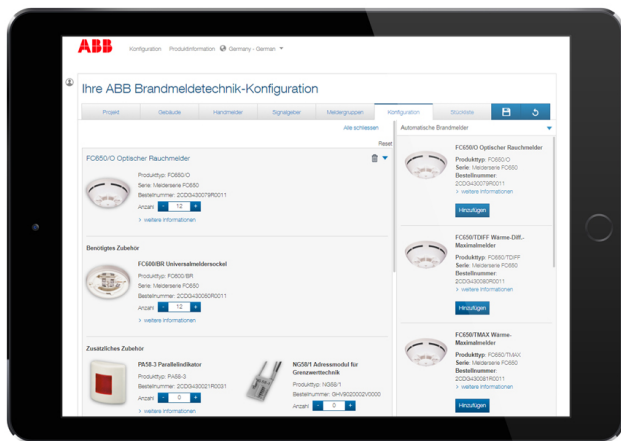 ABB
Konfiguration Produktinformation Germany - German
Ihre ABB Brandmeldetechnik-Konfiguration
Projekt Gebäude Handmelder Signalgeber Meldergruppen Konfiguration Stückliste
Alle schliessen
Reset
FC650/O Optischer Rauchmelder
Produkttyp: FC650/O
Serie: Melderserie FC650
Bestellnummer: 2CDG430079R0011
Anzahl - 12 +
> weitere Informationen
Benötigtes Zubehör
FC600/BR Universalmeldersockel
Produkttyp: FC600/BR
Serie: Melderserie FC650
Bestellnummer: 2CDG430060R0011
Anzahl - 12 +
> weitere Informationen
Zusätzliches Zubehör
PA58-3 Parallelindikator
Produkttyp: PA58-3
Bestellnummer: 2CDG430021R0031
Anzahl - 0 +
> weitere Informationen
NG58/1 Adressmodul für
Grenzwerttechnik
Produkttyp: NG58/1
Bestellnummer: GHV9020002V0000
Anzahl - 0 +
Automatische Brandmelder
FC650/O Optischer Rauchmelder
Produkttyp: FC650/O
Serie: Melderserie FC650
Bestellnummer:
2CDG430079R0011
> weitere Informationen
Hinzufügen
FC650/TDIFF Wärme-Diff.-
Maximalmelder
Produkttyp: FC650/TDIFF
Serie: Melderserie FC650
Bestellnummer:
2CDG430080R0011
> weitere Informationen
Hinzufügen
FC650/TMAX Wärme-
Maximalmelder
Produkttyp: FC650/TMAX
Serie: Melderserie FC650
Bestellnummer:
2CDG430081R0011
> weitere Informationen
Hinzufügen